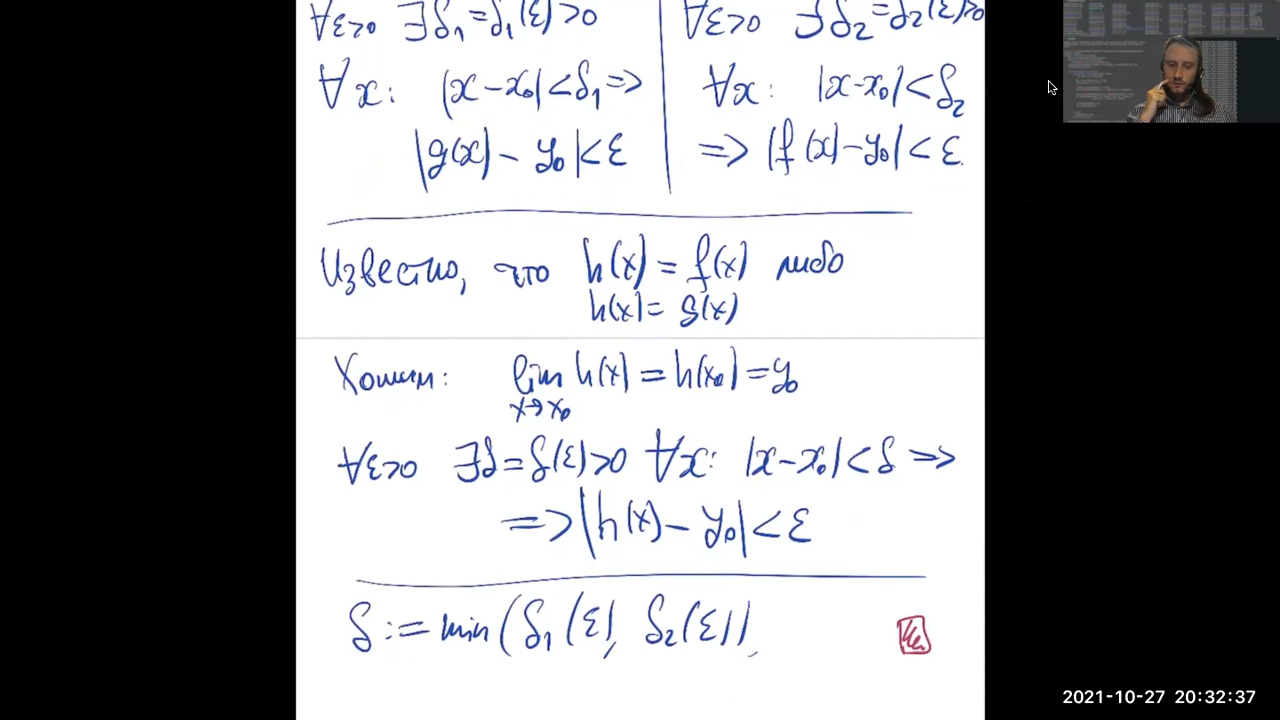 ∀ε>0 ∃δ₁=δ₁(ε)>0
∀x: |x-x₀|<δ₁ =>
|g(x) - y₀|<ε
∀ε>0 ∃δ₂=δ₂(ε)>0
∀x: |x-x₀|<δ₂
=> |f(x)-y₀|<ε.
Известно, что h(x) = f(x) либо
h(x)= g(x)
Хотим: lim h(x) = h(x₀) = y₀
x→x₀
∀ε>0 ∃δ=δ(ε)>0 ∀x: |x-x₀|<δ =>
=> |h(x) - y₀|<ε
δ := min(δ₁(ε), δ₂(ε)),
2021-10-27 20:32:37